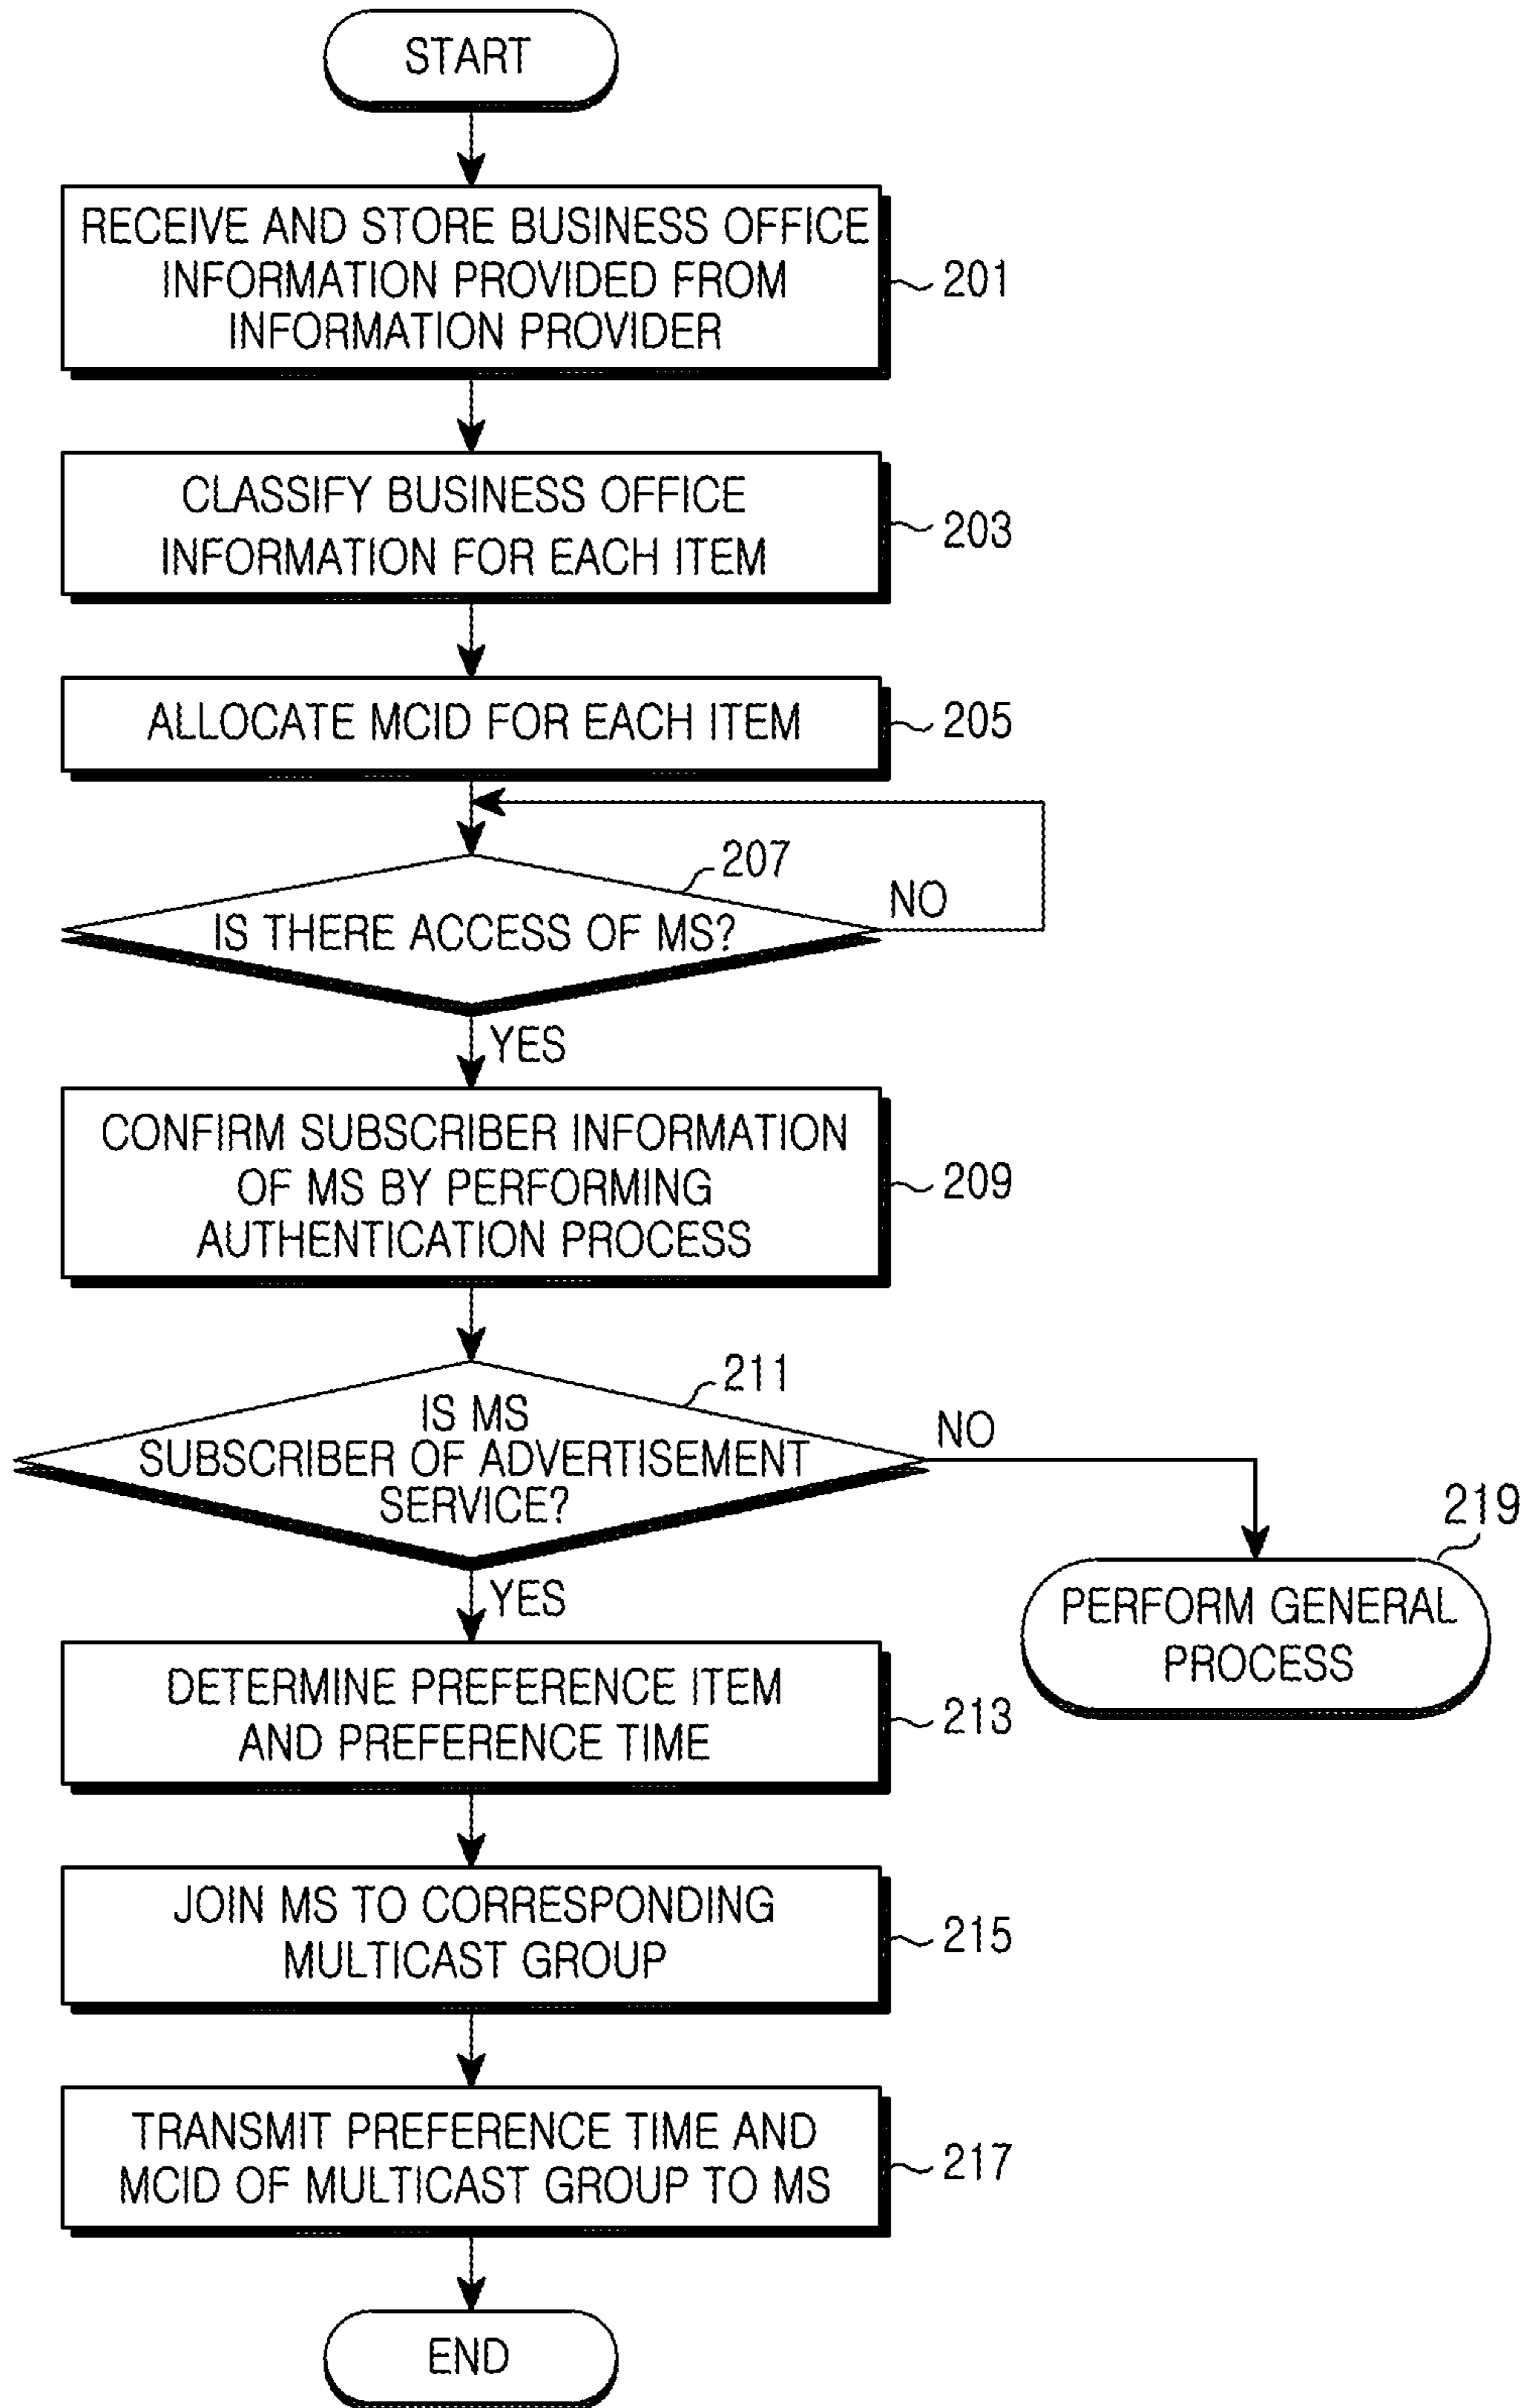 START
RECEIVE AND STORE BUSINESS OFFICE
INFORMATION PROVIDED FROM
INFORMATION PROVIDER
201
CLASSIFY BUSINESS OFFICE
INFORMATION FOR EACH ITEM
203
ALLOCATE MCID FOR EACH ITEM
205
207
IS THERE ACCESS OF MS?
NO
YES
CONFIRM SUBSCRIBER INFORMATION
OF MS BY PERFORMING
AUTHENTICATION PROCESS
209
211
IS MS
SUBSCRIBER OF ADVERTISEMENT
SERVICE?
NO
YES
219
PERFORM GENERAL
PROCESS
DETERMINE PREFERENCE ITEM
AND PREFERENCE TIME
213
JOIN MS TO CORRESPONDING
MULTICAST GROUP
215
TRANSMIT PREFERENCE TIME AND
MCID OF MULTICAST GROUP TO MS
217
END